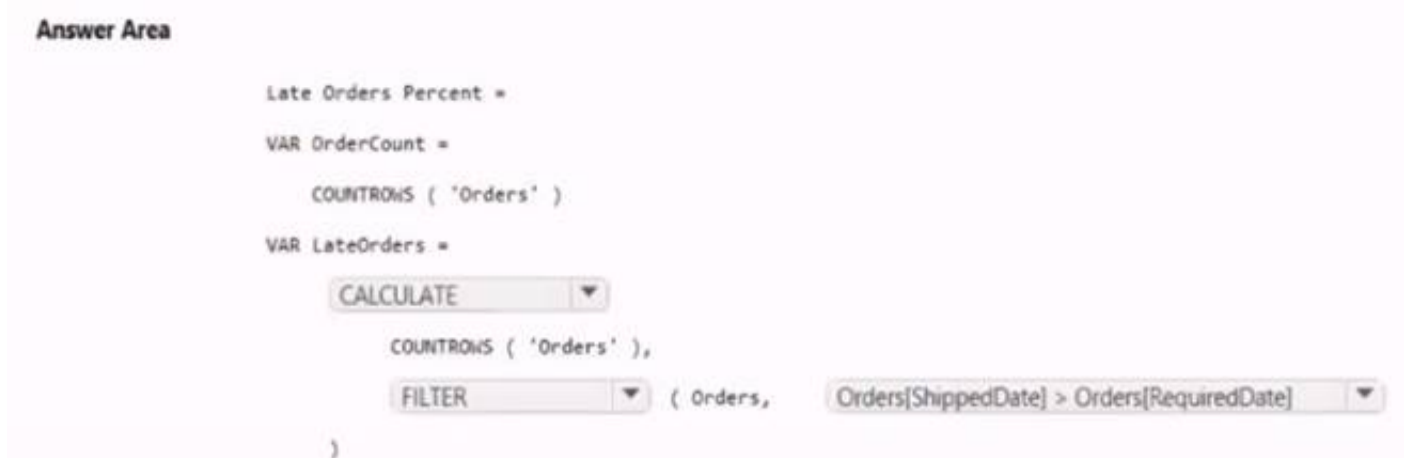 Answer Area
Late Orders Percent =
VAR OrderCount =
COUNTROWS ( 'Orders' )
VAR LateOrders =
CALCULATE
COUNTROWS ( 'Orders' ),
FILTER ( Orders, Orders[ShippedDate] > Orders[RequiredDate]
)